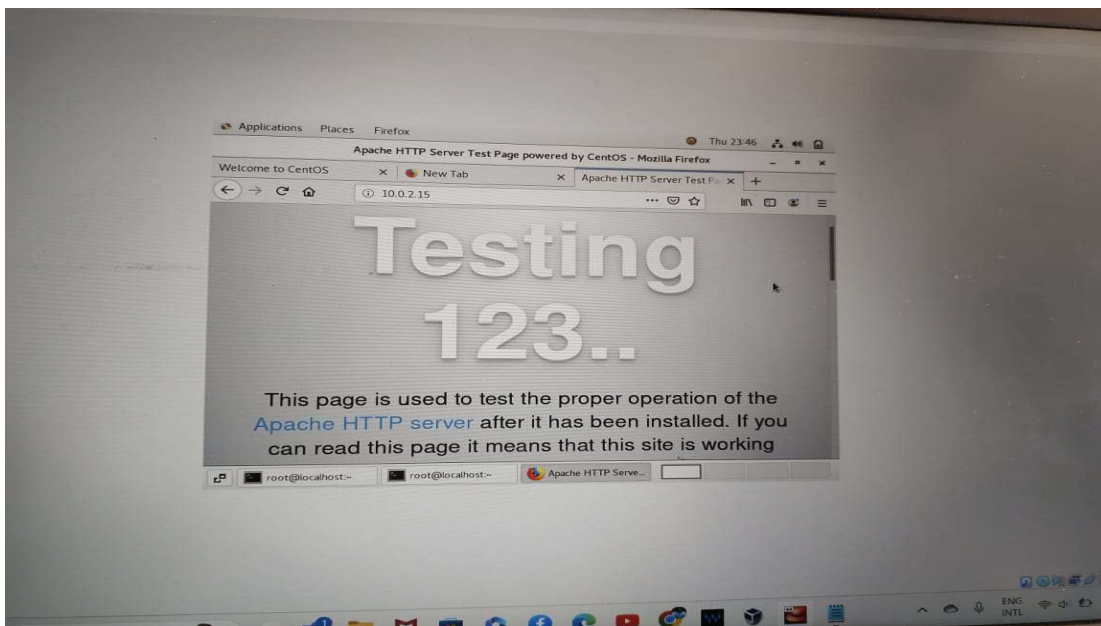 Applications Places Firefox
Thu 23:46
Apache HTTP Server Test Page powered by CentOS - Mozilla Firefox
Welcome to CentOS
New Tab
Apache HTTP Server Test P
10.0.2.15
Testing
123..
This page is used to test the proper operation of the
Apache HTTP server after it has been installed. If you
can read this page it means that this site is working
root@localhost:~
root@localhost:~
Apache HTTP Serve...
ENG
INTL